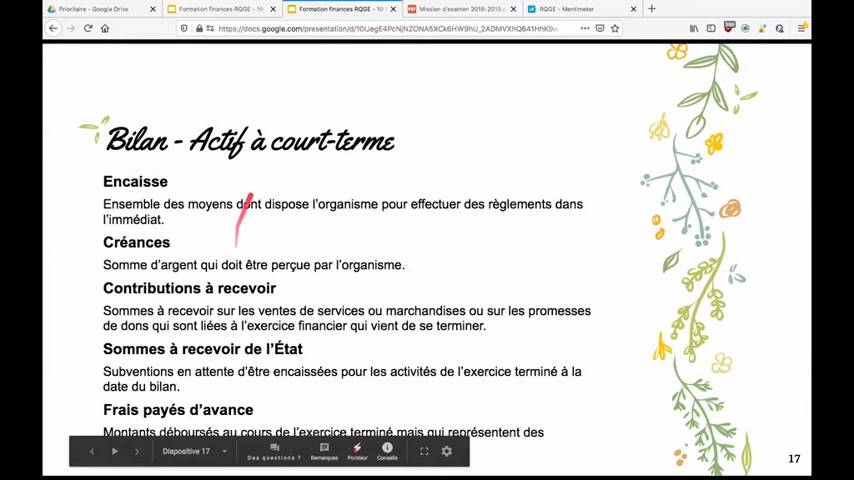 Prioritaire - Google Drive
Formation finances RQGE - 10
Formation finances RQGE - 10
Mission d'examen 2018-2019.p
RQGE - Mentimeter
https://docs.google.com/presentation/d/
Bilan - Actif à court-terme
Encaisse
Ensemble des moyens dont dispose l'organisme pour effectuer des règlements dans
l'immédiat.
Créances
Somme d'argent qui doit être perçue par l'organisme.
Contributions à recevoir
Sommes à recevoir sur les ventes de services ou marchandises ou sur les promesses
de dons qui sont liées à l'exercice financier qui vient de se terminer.
Sommes à recevoir de l'État
Subventions en attente d'être encaissées pour les activités de l'exercice terminé à la
date du bilan.
Frais payés d'avance
Montants déboursés au cours de l'exercice terminé mais qui représentent des
Diapositive 17
Des questions ?
Remarques
Pointeur
Conseils
17